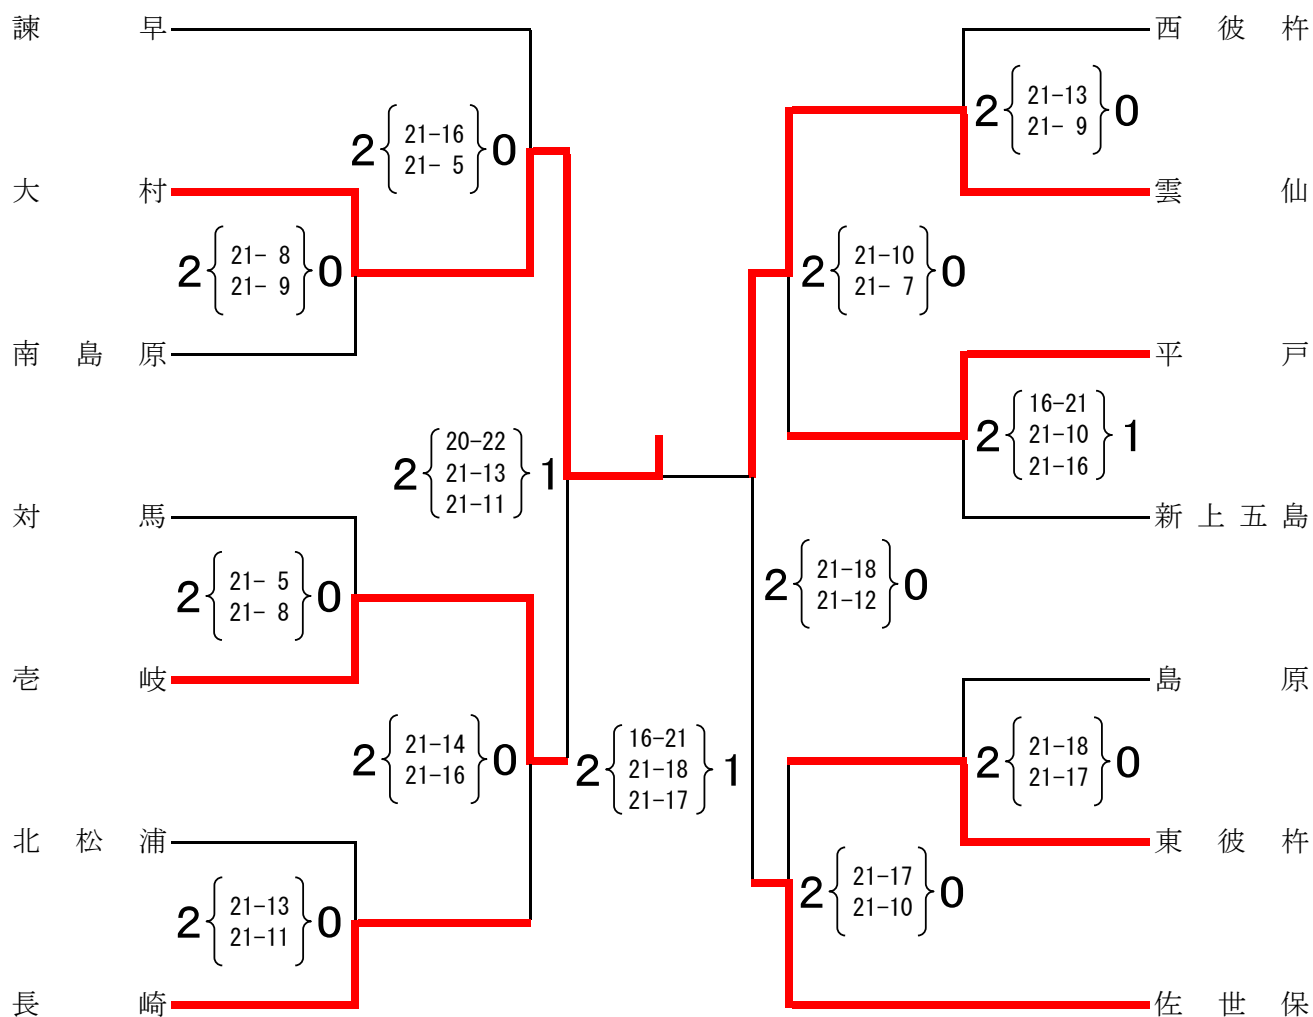 諫早
2 21-16 0
21- 5
大村
2 21- 8 0
21- 9
南島原
2 20-22 1
21-13
21-11
対馬
2 21- 5 0
21- 8
壱岐
2 21-14 0
21-16
北松浦
2 21-13 0
21-11
長崎
2 16-21 1
21-18
21-17
西彼杵
2 21-13 0
21- 9
雲仙
2 21-10 0
21- 7
平戸
2 16-21 1
21-10
21-16
新上五島
2 21-18 0
21-12
島原
2 21-18 0
21-17
東彼杵
2 21-17 0
21-10
佐世保